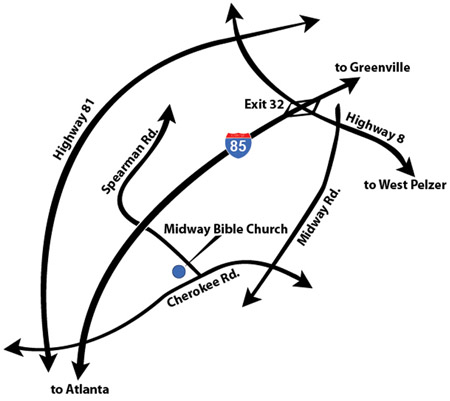 to Greenville
Exit 32
Highway 81
Highway 8
85
Spearman Rd.
to West Pelzer
Midway Rd.
Midway Bible Church
Cherokee Rd.
to Atlanta